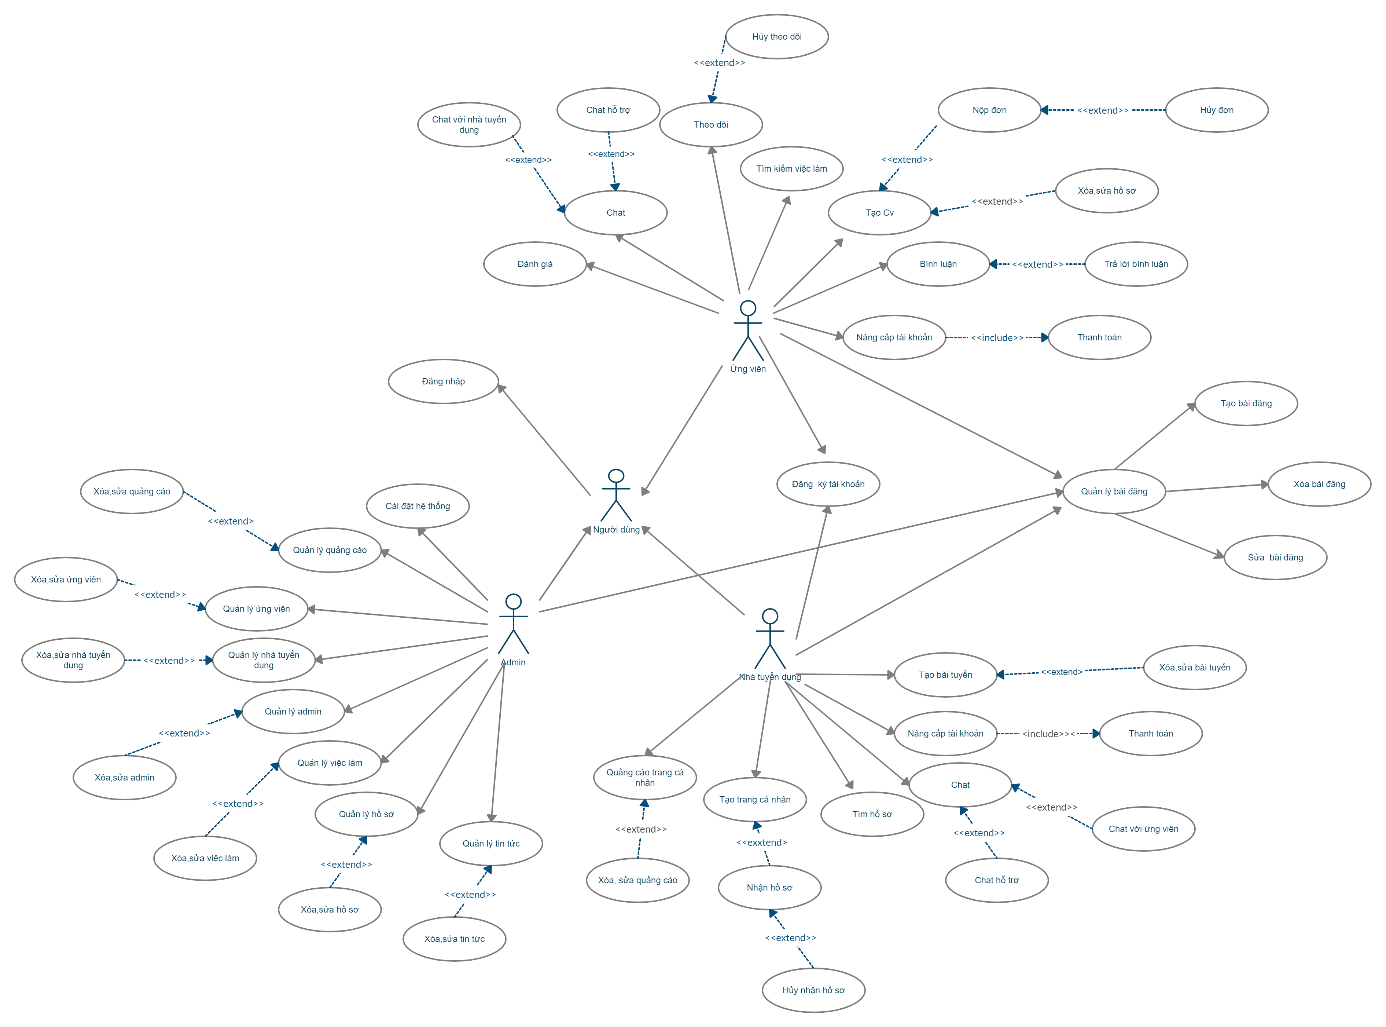 Hủy theo dõi
<<extend>>
Chat với nhà tuyển
dụng
Chat hỗ trợ
Theo dõi
Nộp đơn
<<extend>>
Hủy đơn
<<extend>>
<<extend>>
<<extend>>
Tìm kiếm việc làm
Xóa,sửa hồ sơ
<<extend>>
Chat
Tạo Cv
Đánh giá
Bình luận
<<extend>>
Trả lời bình luận
Nâng cấp tài khoản
<<include>>
Thanh toán
Ứng viên
Đăng nhập
Tạo bài đăng
Đăng  ký tài khoản
Quản lý bài đăng
Xóa bài đăng
Sửa  bài đăng
Người dùng
Xóa,sửa quảng cáo
<<extend>
Cài đặt hệ thống
Quản lý quảng cáo
Xóa,sửa ứng viên
<<extend>>
Quản lý ứng viên
Xóa,sửa nhà tuyển
dụng
<<extend>>
Quản lý nhà tuyển
dụng
Admin
Nhà tuyển dụng
Quản lý admin
<<extend>>
Xóa,sửa admin
Quản lý việc làm
<<extend>>
Xóa,sửa việc làm
Quản lý hồ sơ
<<extend>>
Xóa,sửa hồ sơ
Quản lý tin tức
<<extend>>
Xóa,sửa tin tức
Tạo bài tuyển
<<extend>
Xóa,sửa bài tuyển
Nâng cấp tài khoản
<include>><
Thanh toán
Quảng cáo trang cá
nhân
<<extend>>
Xóa, sửa quảng cáo
Tạo trang cá nhân
<<exxtend>>
Nhận hồ sơ
<<extend>>
Hủy nhận hồ sơ
Tìm hồ sơ
Chat
<<extend>>
Chat với ứng viên
<<extend>>
Chat hỗ trợ